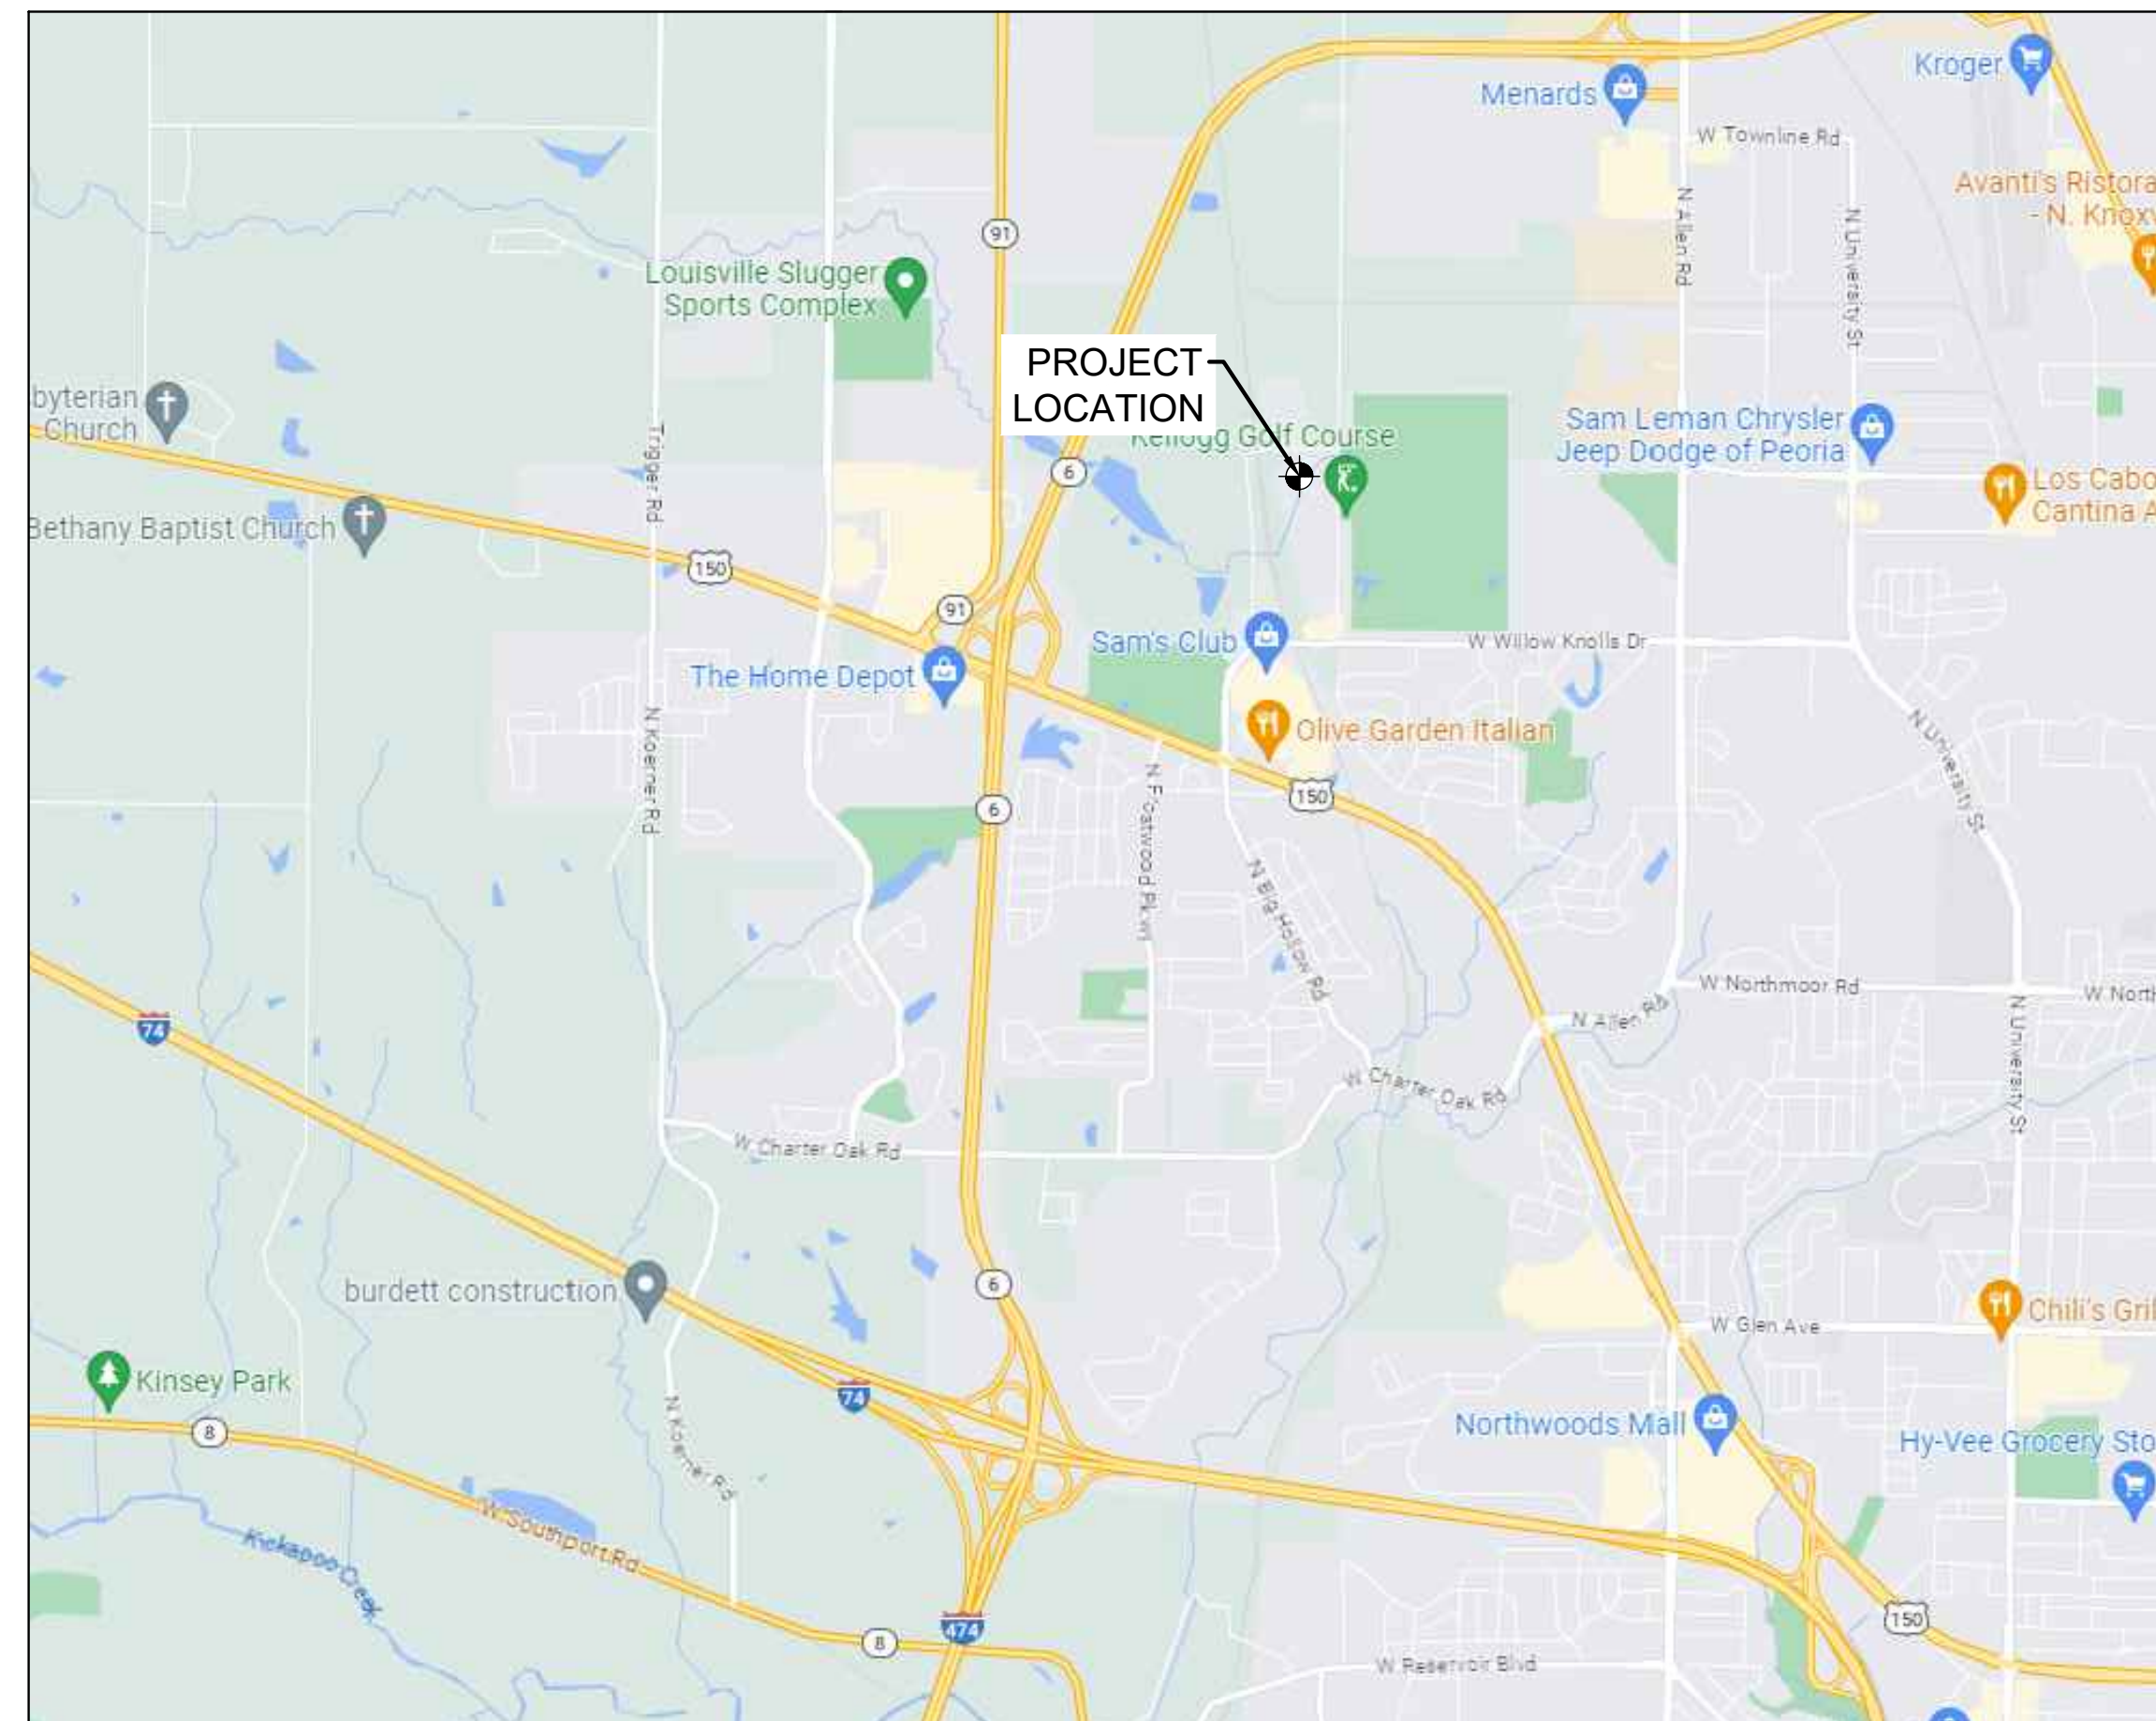 Kroger
Menards
W Townline Rd
Avanti's Ristora
- N. Knoxv
N Allen Rd
N University St
91
Louisville Slugger
Sports Complex
PROJECT
LOCATION
byterian
Church
Kellogg Golf Course
Sam Leman Chrysler
Jeep Dodge of Peoria
Trigger Rd
6
Los Cabo
Cantina A
Bethany Baptist Church
150
91
Sam's Club
W Willow Knolls Dr
The Home Depot
Olive Garden Italian
N Koerner Rd
N University St
150
6
N Frostwood Pkwy
N Big Hollow Rd
W Northmoor Rd
W North
74
N Allen Rd
N University St
W Charter Oak Rd
W Charter Oak Rd
6
burdett construction
Chili's Gril
W Glen Ave
Kinsey Park
74
Northwoods Mall
8
N Koerner Rd
Hy-Vee Grocery Sto
W Southport Rd
Kickapoo Creek
150
474
8
W Reservoir Blvd